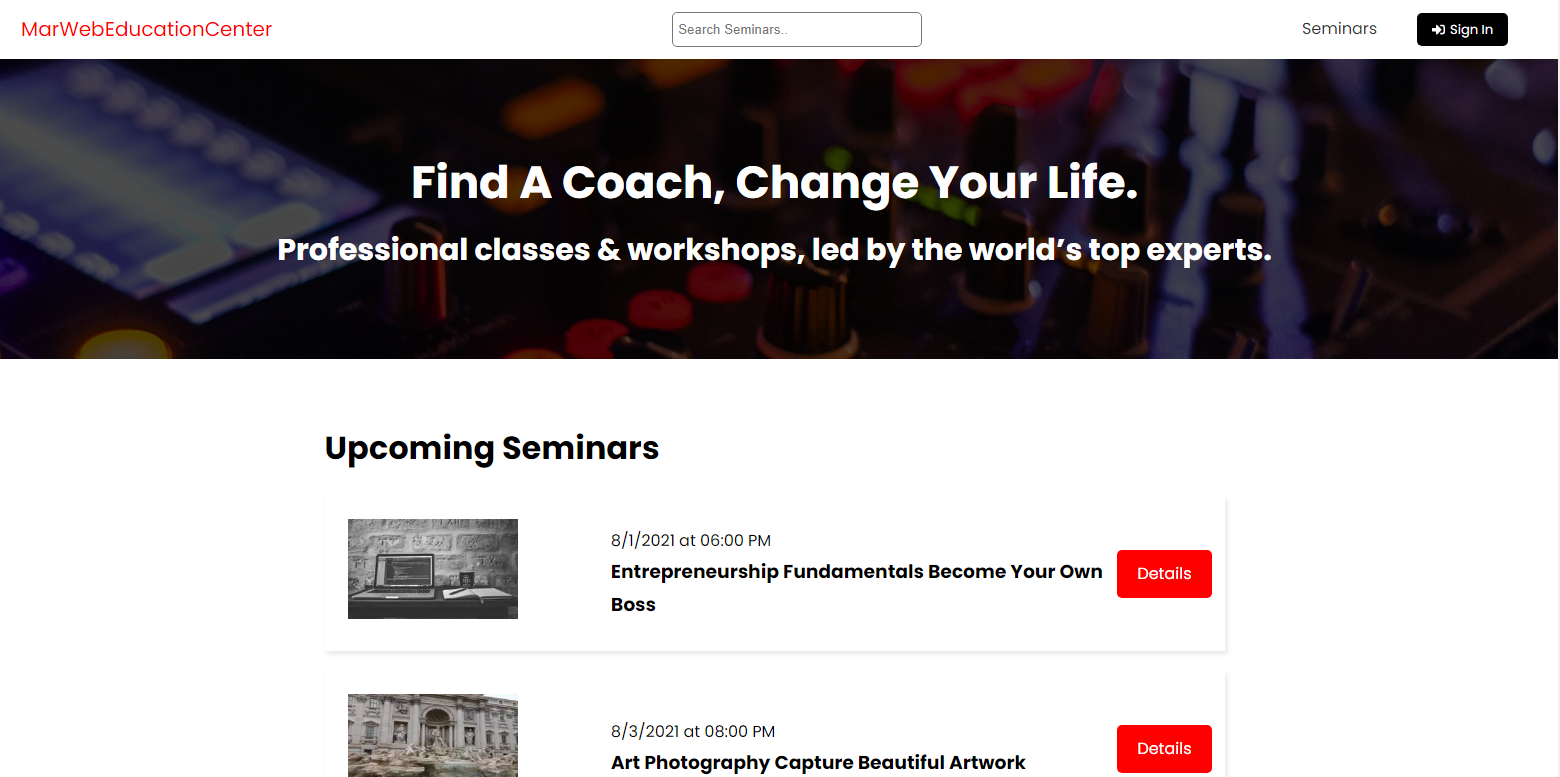 MarWebEducationCenter
Search Seminars..
Seminars
Sign In
Find A Coach, Change Your Life.
Professional classes & workshops, led by the world’s top experts.
Upcoming Seminars
8/1/2021 at 06:00 PM
Entrepreneurship Fundamentals Become Your Own
Boss
Details
8/3/2021 at 08:00 PM
Art Photography Capture Beautiful Artwork
Details